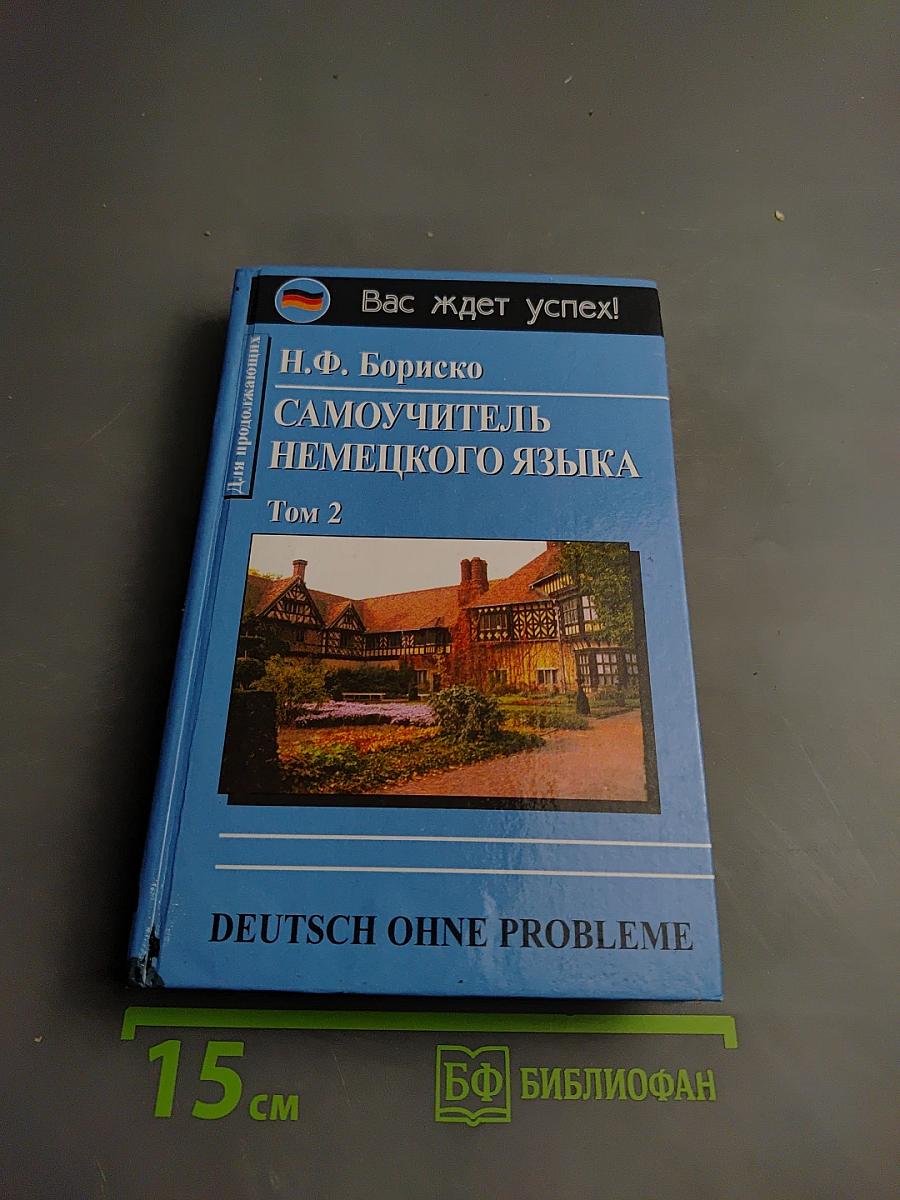 Вас ждет успех!
Для продолжающих
Н.Ф. Бориско
САМОУЧИТЕЛЬ
НЕМЕЦКОГО ЯЗЫКА
Том 2
DEUTSCH OHNE PROBLEME
15 см
БФ БИБЛИОФАН